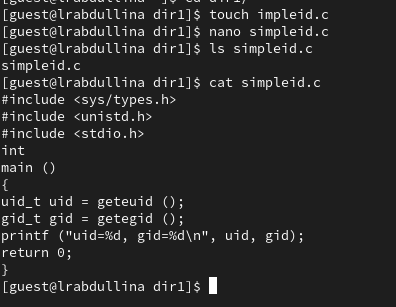 [guest@lrabdullina dir1]$ touch impleid.c
[guest@lrabdullina dir1]$ nano simpleid.c
[guest@lrabdullina dir1]$ ls simpleid.c
simpleid.c
[guest@lrabdullina dir1]$ cat simpleid.c
#include <sys/types.h>
#include <unistd.h>
#include <stdio.h>
int
main ()
{
uid_t uid = geteuid ();
gid_t gid = getegid ();
printf ("uid=%d, gid=%d\n", uid, gid);
return 0;
}
[guest@lrabdullina dir1]$